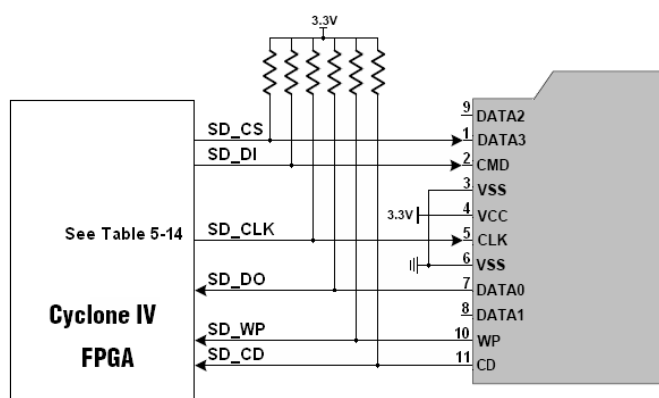 3.3V
9 DATA2
SD_CS 1 DATA3
SD_DI 2 CMD
3 VSS
3.3V 4 VCC
See Table 5-14 SD_CLK 5 CLK
6 VSS
SD_DO 7 DATA0
Cyclone IV 8 DATA1
SD_WP 10 WP
FPGA SD_CD 11 CD